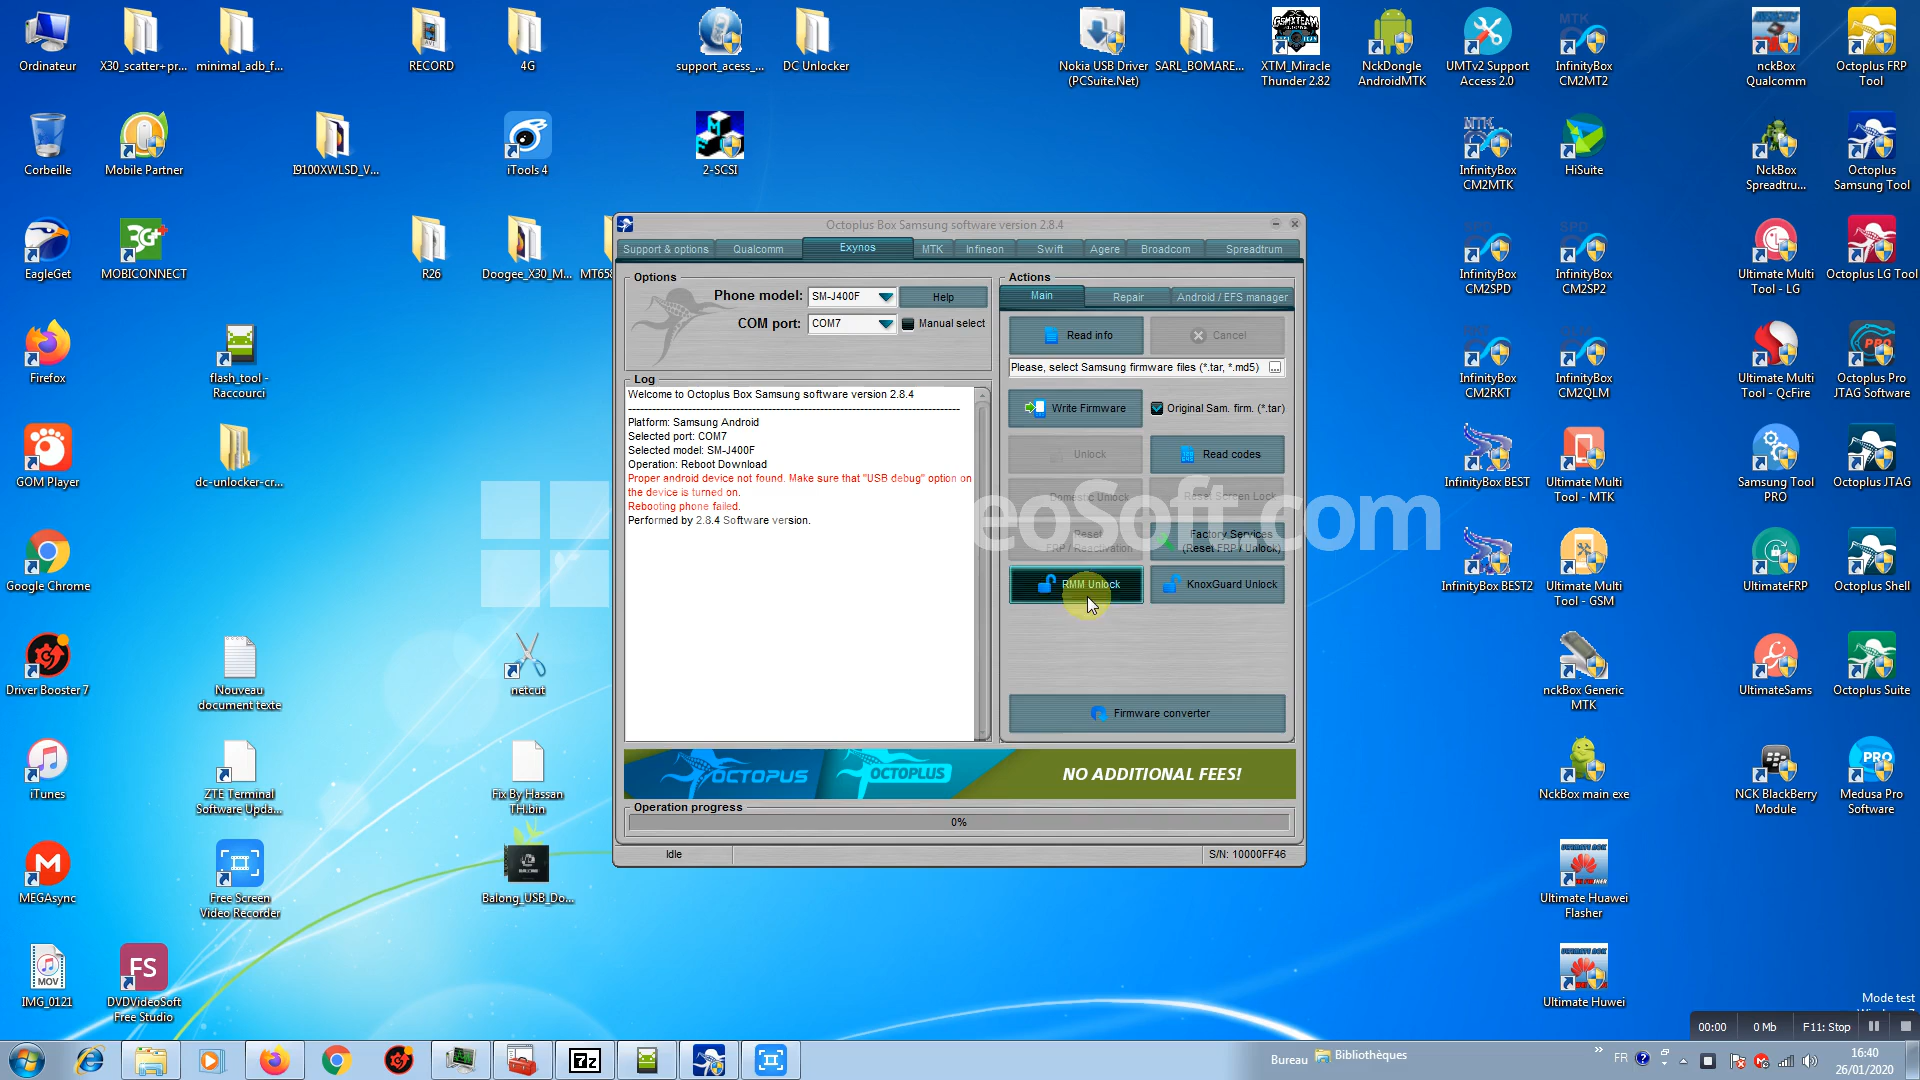 Ordinateur
X30_scatter+pr...
minimal_adb_f...
RECORD
4G
support_acess_...
DC Unlocker
Nokia USB Driver
(PCSuite.Net)
SARL_BOMARE...
XTM_Miracle
Thunder 2.82
NckDongle
AndroidMTK
UMTv2 Support
Access 2.0
InfinityBox
CM2MT2
nckBox
Qualcomm
Octoplus FRP
Tool
Corbeille
Mobile Partner
I9100XWLSD_V...
iTools 4
2-SCSI
InfinityBox
CM2MTK
HiSuite
NckBox
Spreadtru...
Octoplus
Samsung Tool
EagleGet
MOBICONNECT
R26
Doogee_X30_M...
MT658
InfinityBox
CM2SPD
InfinityBox
CM2SP2
Ultimate Multi
Tool - LG
Octoplus LG Tool
Firefox
flash_tool -
Raccourci
InfinityBox
CM2RKT
InfinityBox
CM2QLM
Ultimate Multi
Tool - QcFire
Octoplus Pro
JTAG Software
GOM Player
dc-unlocker-cr...
InfinityBox BEST
Ultimate Multi
Tool - MTK
Samsung Tool
PRO
Octoplus JTAG
Google Chrome
InfinityBox BEST2
Ultimate Multi
Tool - GSM
UltimateFRP
Octoplus Shell
Driver Booster 7
Nouveau
document texte
netcut
nckBox Generic
MTK
UltimateSams
Octoplus Suite
iTunes
ZTE Terminal
Software Upda...
Fix By Hassan
TH.bin
NckBox main exe
NCK BlackBerry
Module
Medusa Pro
Software
MEGAsync
Free Screen
Video Recorder
Balong_USB_Do...
Ultimate Huawei
Flasher
IMG_0121
DVDVideoSoft
Free Studio
Ultimate Huwei
Octoplus Box Samsung software version 2.8.4
Support & options
Qualcomm
Exynos
MTK
Infineon
Swift
Agere
Broadcom
Spreadtrum
Options
Phone model:
SM-J400F
Help
COM port:
COM7
Manual select
Log
Welcome to Octoplus Box Samsung software version 2.8.4
Platform: Samsung Android
Selected port: COM7
Selected model: SM-J400F
Operation: Reboot Download
Proper android device not found. Make sure that "USB debug" option on
the device is turned on.
Rebooting phone failed.
Performed by 2.8.4 Software version.
Actions
Main
Repair
Android / EFS manager
Read info
Cancel
Please, select Samsung firmware files (*.tar, *.md5)
...
Write Firmware
Original Sam. firm. (*.tar)
Unlock
Read codes
Domestic Unlock
Reset Screen Lock
Reset
FRP / Reactivation
Factory Services
(Reset FRP / Unlock)
RMM Unlock
KnoxGuard Unlock
Firmware converter
OCTOPUS
OCTOPLUS
NO ADDITIONAL FEES!
Operation progress
0%
Idle
S/N: 10000FF46
eoSoft.com
Mode test
00:00
0 Mb
F11: Stop
Bureau
Bibliothèques
FR
16:40
26/01/2020